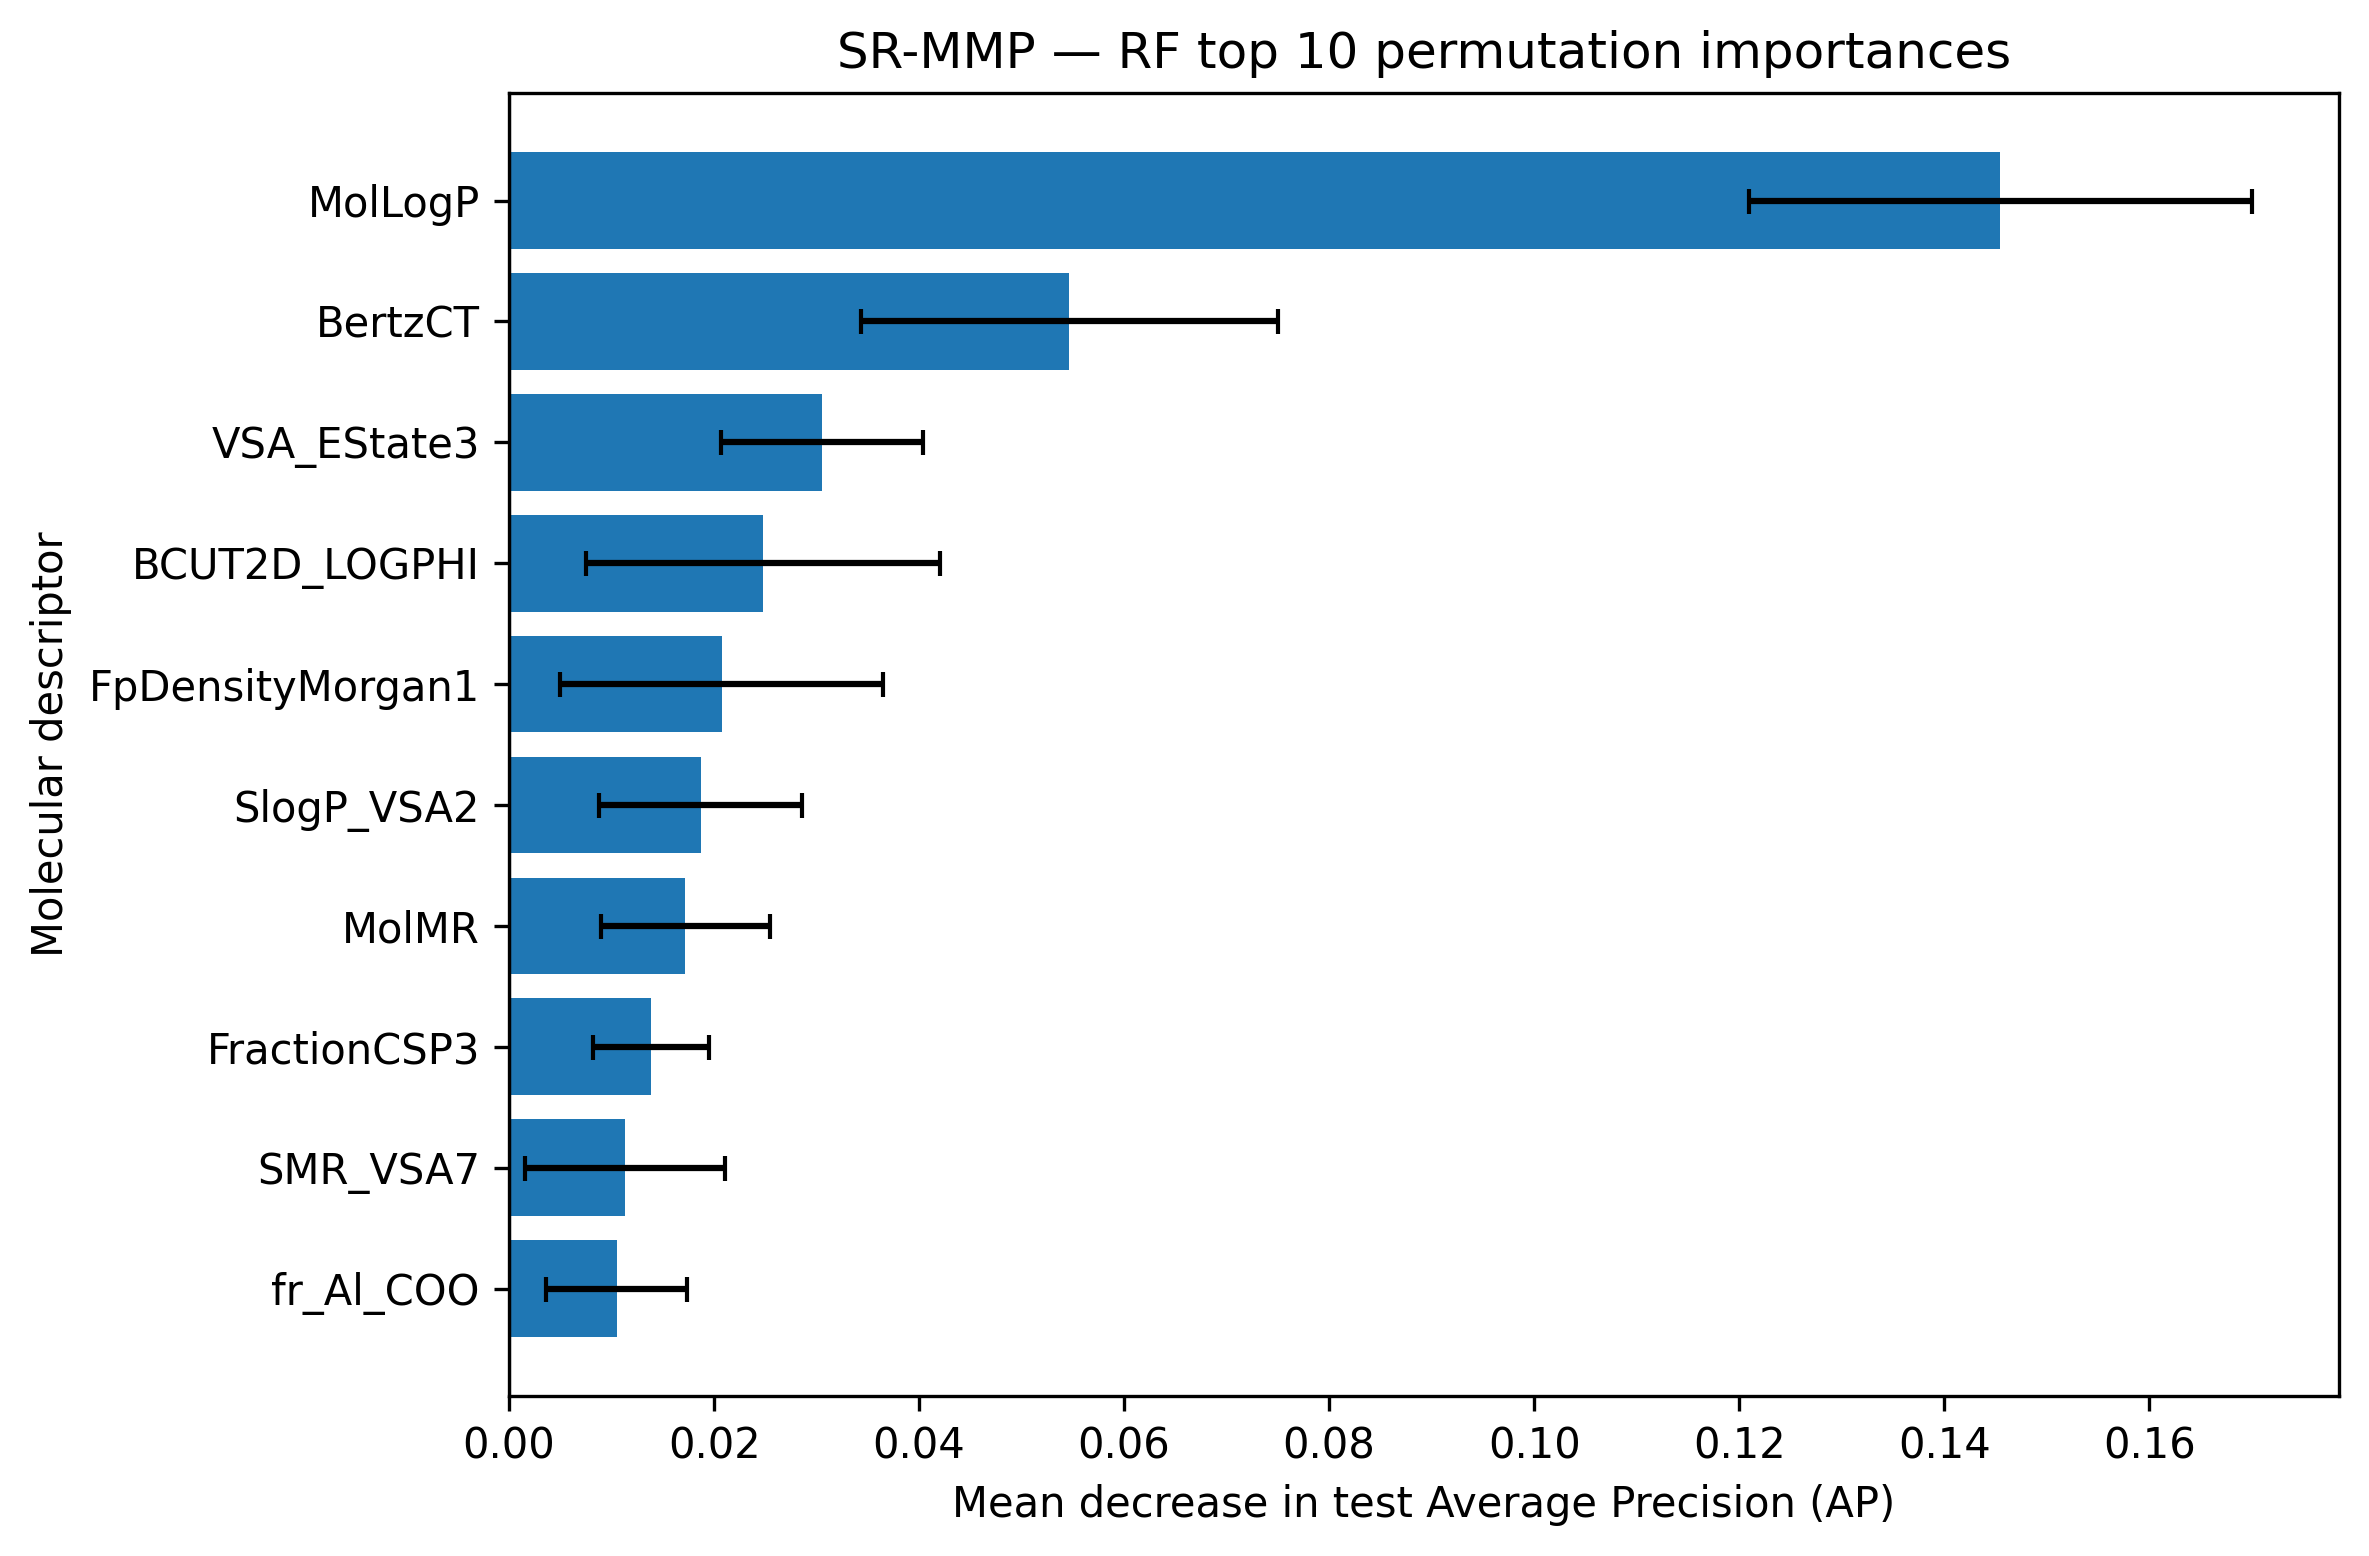 SR-MMP — RF top 10 permutation importances
Molecular descriptor
MolLogP
BertzCT
VSA_EState3
BCUT2D_LOGPHI
FpDensityMorgan1
SlogP_VSA2
MolMR
FractionCSP3
SMR_VSA7
fr_Al_COO
0.00 0.02 0.04 0.06 0.08 0.10 0.12 0.14 0.16
Mean decrease in test Average Precision (AP)